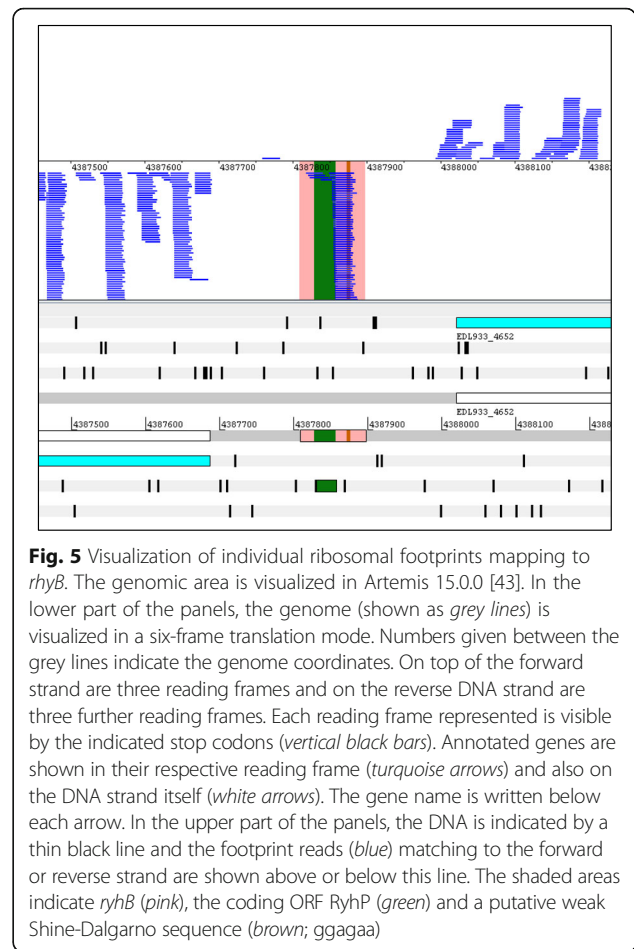 4387500 4387600 4387700 4387800 4387900 4388000 4388100 4388
EDL933_4652
EDL933_4652
4387500 4387600 4387700 4387800 4387900 4388000 4388100 4388
Fig. 5 Visualization of individual ribosomal footprints mapping to
rhyB. The genomic area is visualized in Artemis 15.0.0 [43]. In the
lower part of the panels, the genome (shown as grey lines) is
visualized in a six-frame translation mode. Numbers given between the
grey lines indicate the genome coordinates. On top of the forward
strand are three reading frames and on the reverse DNA strand are
three further reading frames. Each reading frame represented is visible
by the indicated stop codons (vertical black bars). Annotated genes are
shown in their respective reading frame (turquoise arrows) and also on
the DNA strand itself (white arrows). The gene name is written below
each arrow. In the upper part of the panels, the DNA is indicated by a
thin black line and the footprint reads (blue) matching to the forward
or reverse strand are shown above or below this line. The shaded areas
indicate ryhB (pink), the coding ORF RyhP (green) and a putative weak
Shine-Dalgarno sequence (brown; ggagaa)